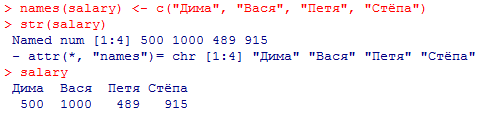 > names(salary) <- c("Дима", "Вася", "Петя", "Стёпа")
> str(salary)
 Named num [1:4] 500 1000 489 915
 - attr(*, "names")= chr [1:4] "Дима" "Вася" "Петя" "Стёпа"
> salary
 Дима  Вася  Петя Стёпа
  500  1000   489   915